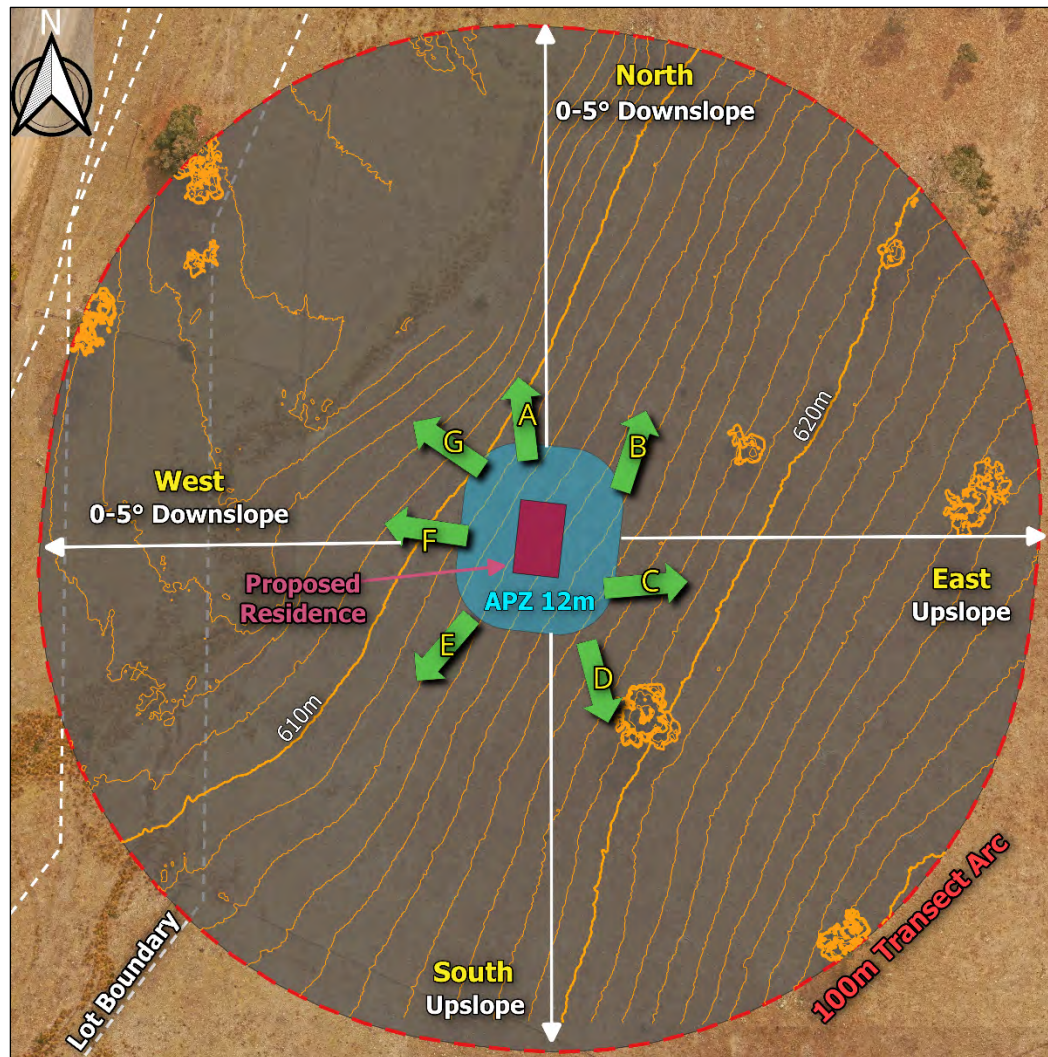 N
North
0-5° Downslope
620m
A
B
G
West
0-5° Downslope
F
Proposed
Residence
APZ 12m
C
East
Upslope
E
D
610m
South
Upslope
Lot Boundary
100m Transect Arc